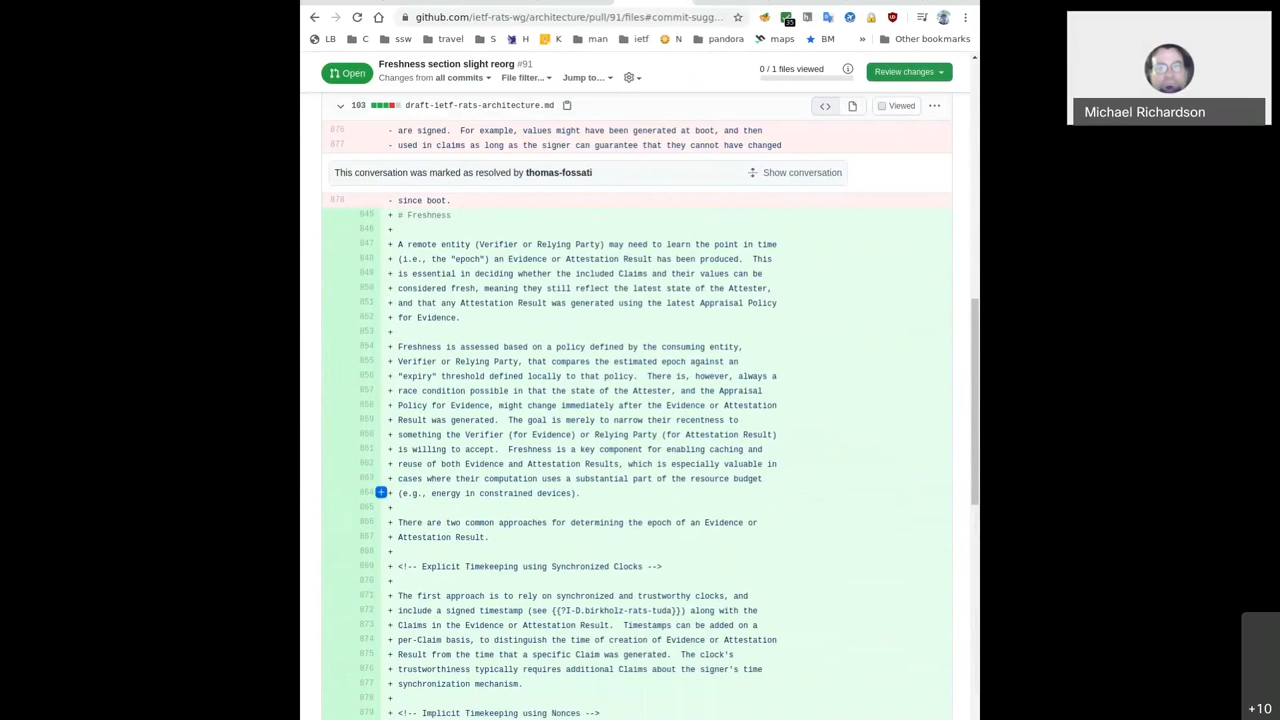 github.com/ietf-rats-wg/architecture/pull/91/files#commit-sugg...
35
LB
C
ssw
travel
S
H
K
man
ietf
N
pandora
maps
BM
»
Other bookmarks
Open
Freshness section slight reorg #91
Changes from all commits
File filter...
Jump to...
0 / 1 files viewed
Review changes
103 draft-ietf-rats-architecture.md
Viewed
876 - are signed. For example, values might have been generated at boot, and then
877 - used in claims as long as the signer can guarantee that they cannot have changed
This conversation was marked as resolved by thomas-fossati
Show conversation
878 - since boot.
845 + # Freshness
846 +
847 + A remote entity (Verifier or Relying Party) may need to learn the point in time
848 + (i.e., the "epoch") an Evidence or Attestation Result has been produced. This
849 + is essential in deciding whether the included Claims and their values can be
850 + considered fresh, meaning they still reflect the latest state of the Attester,
851 + and that any Attestation Result was generated using the latest Appraisal Policy
852 + for Evidence.
853 +
854 + Freshness is assessed based on a policy defined by the consuming entity,
855 + Verifier or Relying Party, that compares the estimated epoch against an
856 + "expiry" threshold defined locally to that policy. There is, however, always a
857 + race condition possible in that the state of the Attester, and the Appraisal
858 + Policy for Evidence, might change immediately after the Evidence or Attestation
859 + Result was generated. The goal is merely to narrow their recentness to
860 + something the Verifier (for Evidence) or Relying Party (for Attestation Result)
861 + is willing to accept. Freshness is a key component for enabling caching and
862 + reuse of both Evidence and Attestation Results, which is especially valuable in
863 + cases where their computation uses a substantial part of the resource budget
864 + (e.g., energy in constrained devices).
865 +
866 + There are two common approaches for determining the epoch of an Evidence or
867 + Attestation Result.
868 +
869 + <!-- Explicit Timekeeping using Synchronized Clocks -->
870 +
871 + The first approach is to rely on synchronized and trustworthy clocks, and
872 + include a signed timestamp (see {{?I-D.birkholz-rats-tuda}}) along with the
873 + Claims in the Evidence or Attestation Result. Timestamps can be added on a
874 + per-Claim basis, to distinguish the time of creation of Evidence or Attestation
875 + Result from the time that a specific Claim was generated. The clock's
876 + trustworthiness typically requires additional Claims about the signer's time
877 + synchronization mechanism.
878 +
879 + <!-- Implicit Timekeeping using Nonces -->
Michael Richardson
+10